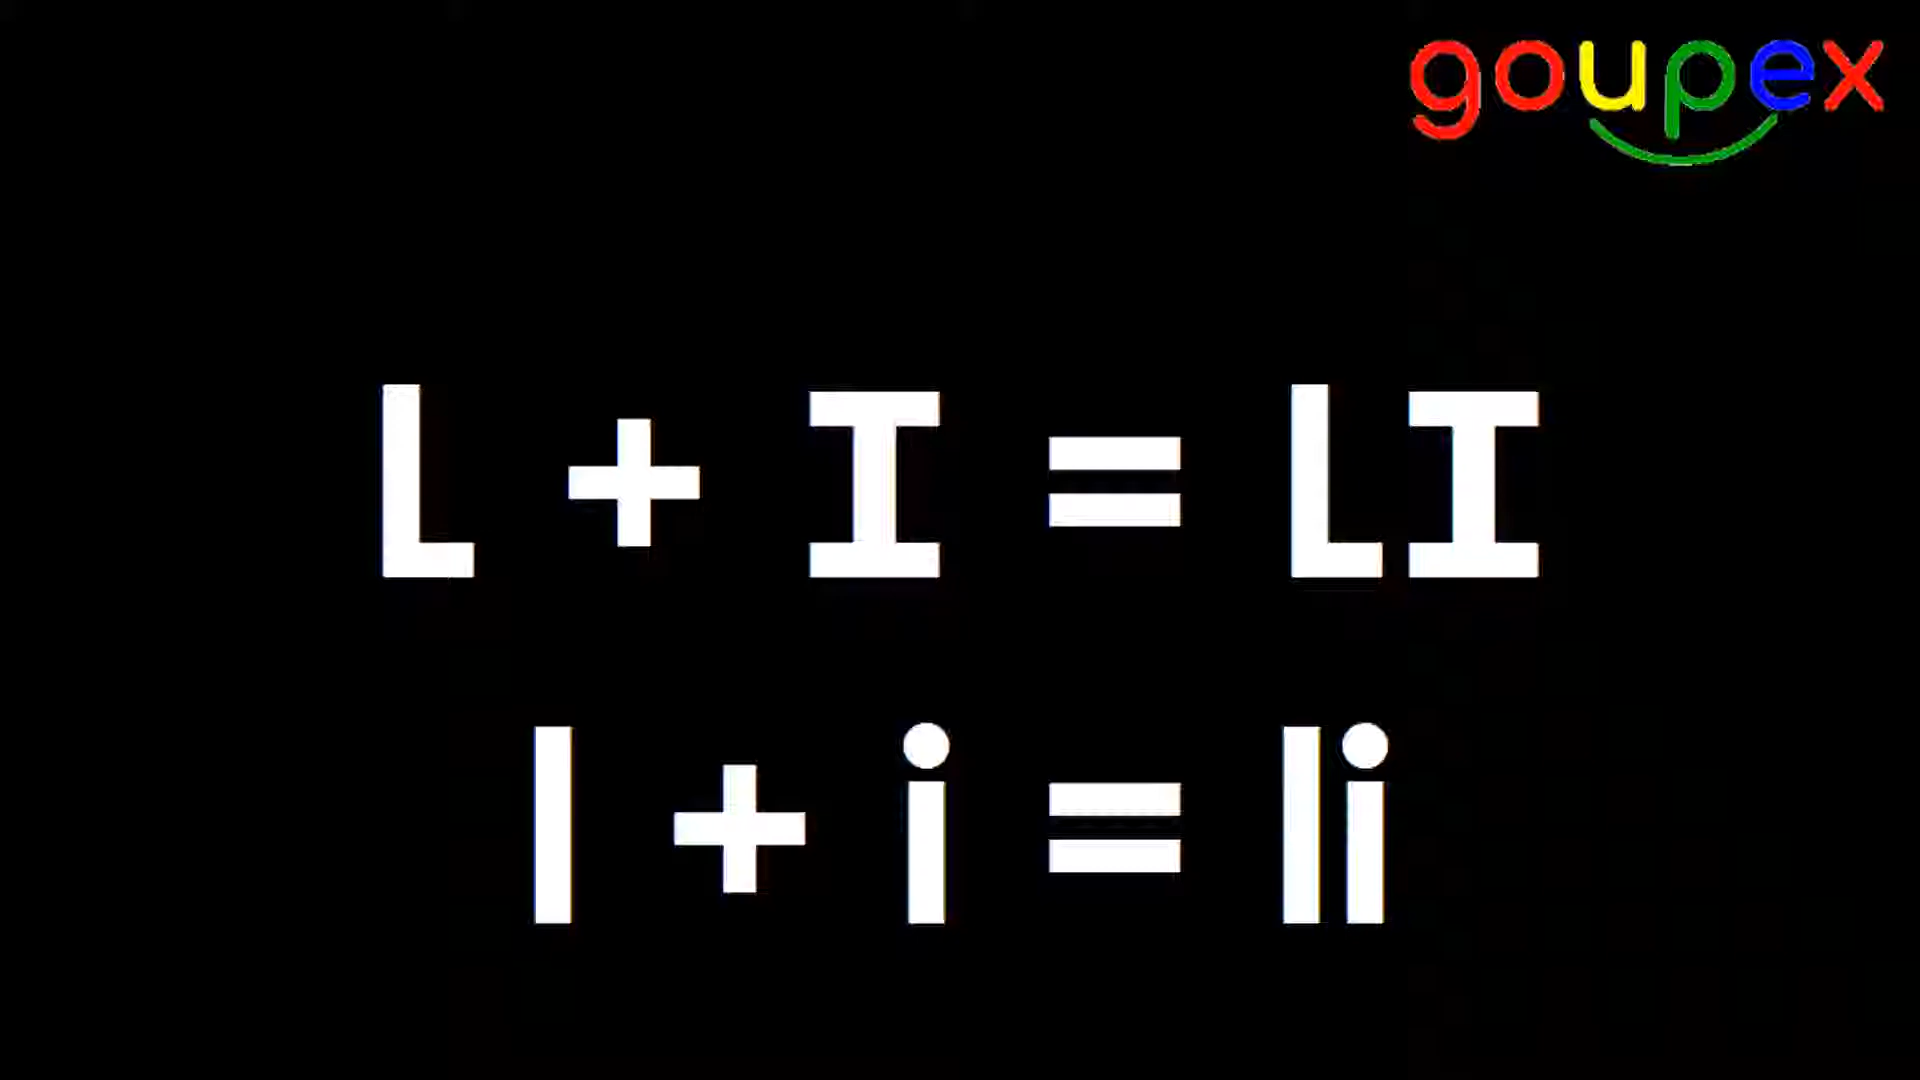 goupex
L + I = LI
l + i = li